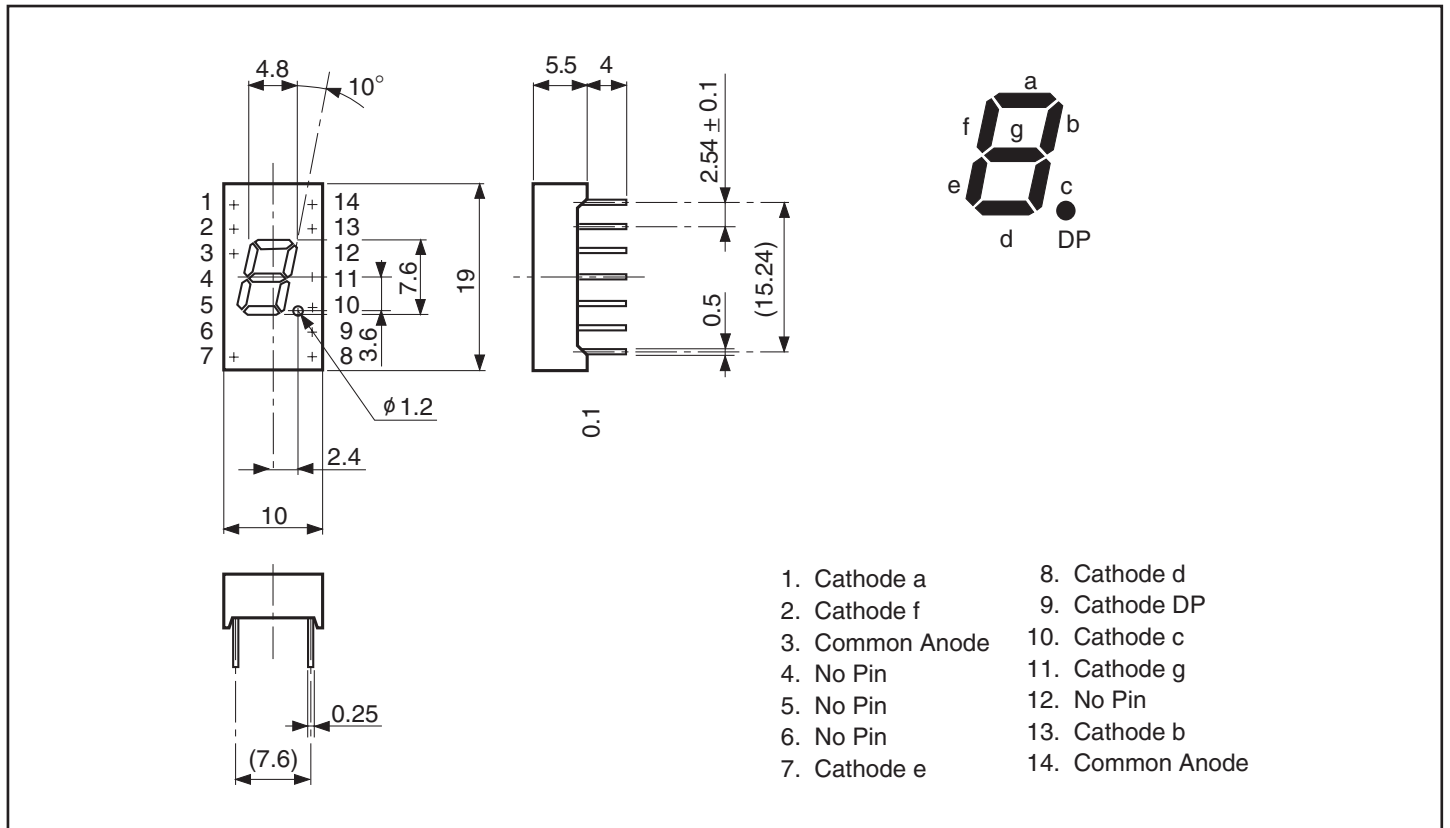 4.8
10°
5.5
4
2.54 ± 0.1
a
f
g
b
e
c
d
DP
1
14
2
13
3
12
4
11
5
10
6
9
7
8
7.6
3.6
19
0.5
(15.24)
φ 1.2
0.1
2.4
10
0.25
(7.6)
1. Cathode a
2. Cathode f
3. Common Anode
4. No Pin
5. No Pin
6. No Pin
7. Cathode e
8. Cathode d
9. Cathode DP
10. Cathode c
11. Cathode g
12. No Pin
13. Cathode b
14. Common Anode